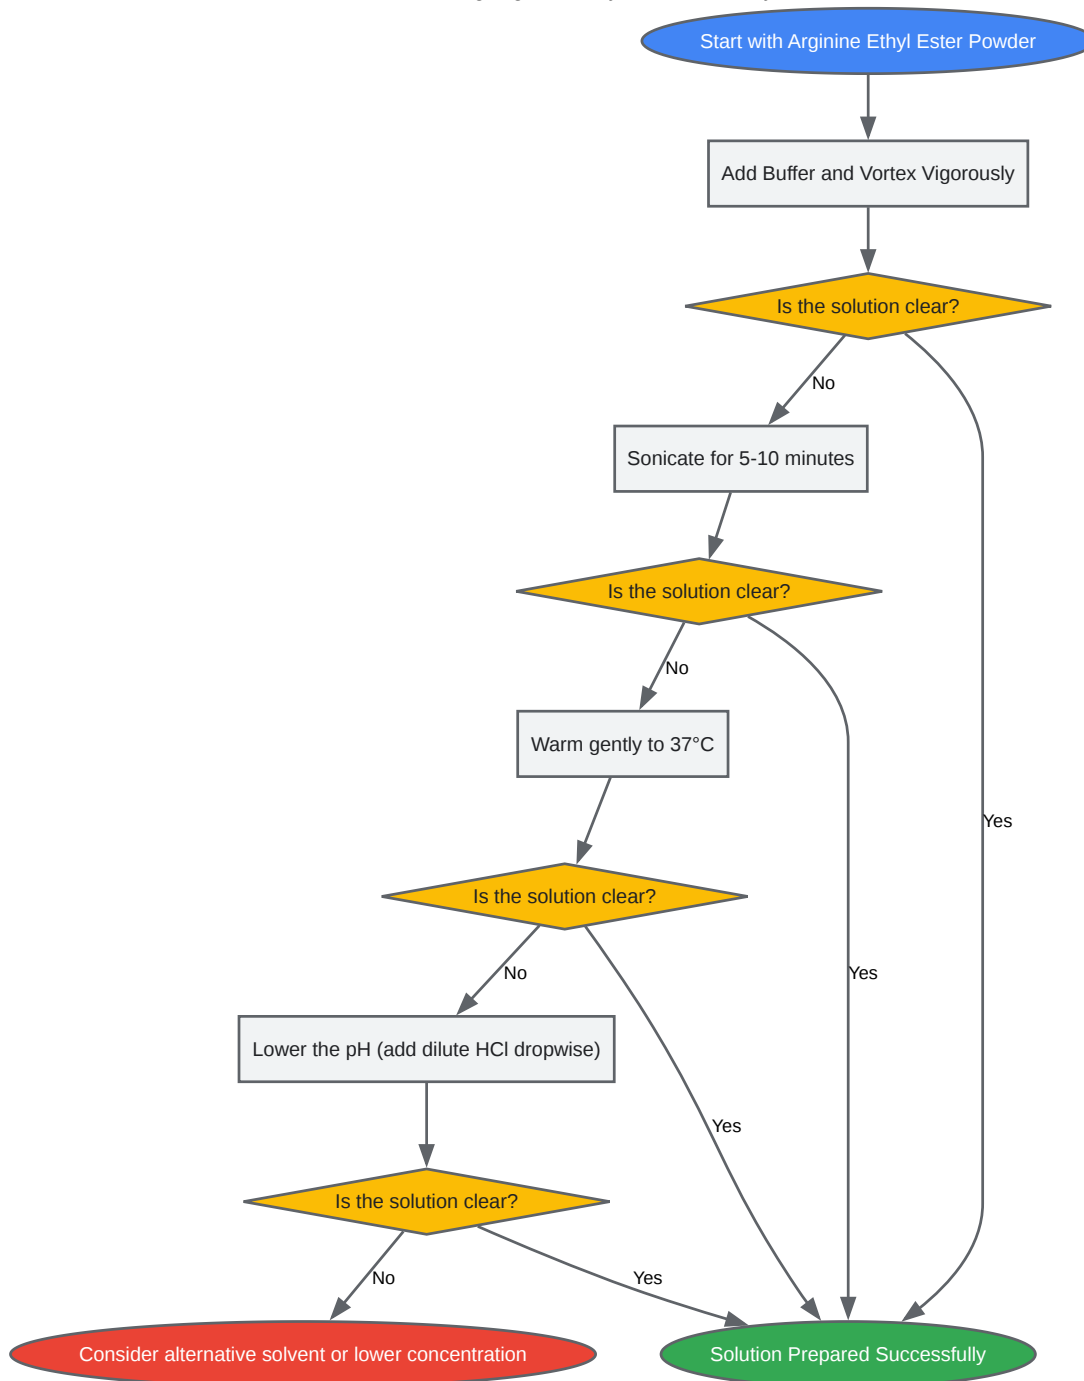 Start with Arginine Ethyl Ester Powder
Add Buffer and Vortex Vigorously
Is the solution clear?
No
Sonicate for 5-10 minutes
Is the solution clear?
No
Warm gently to 37°C
Yes
Is the solution clear?
No
Yes
Lower the pH (add dilute HCl dropwise)
Yes
Is the solution clear?
No
Yes
Consider alternative solvent or lower concentration
Solution Prepared Successfully